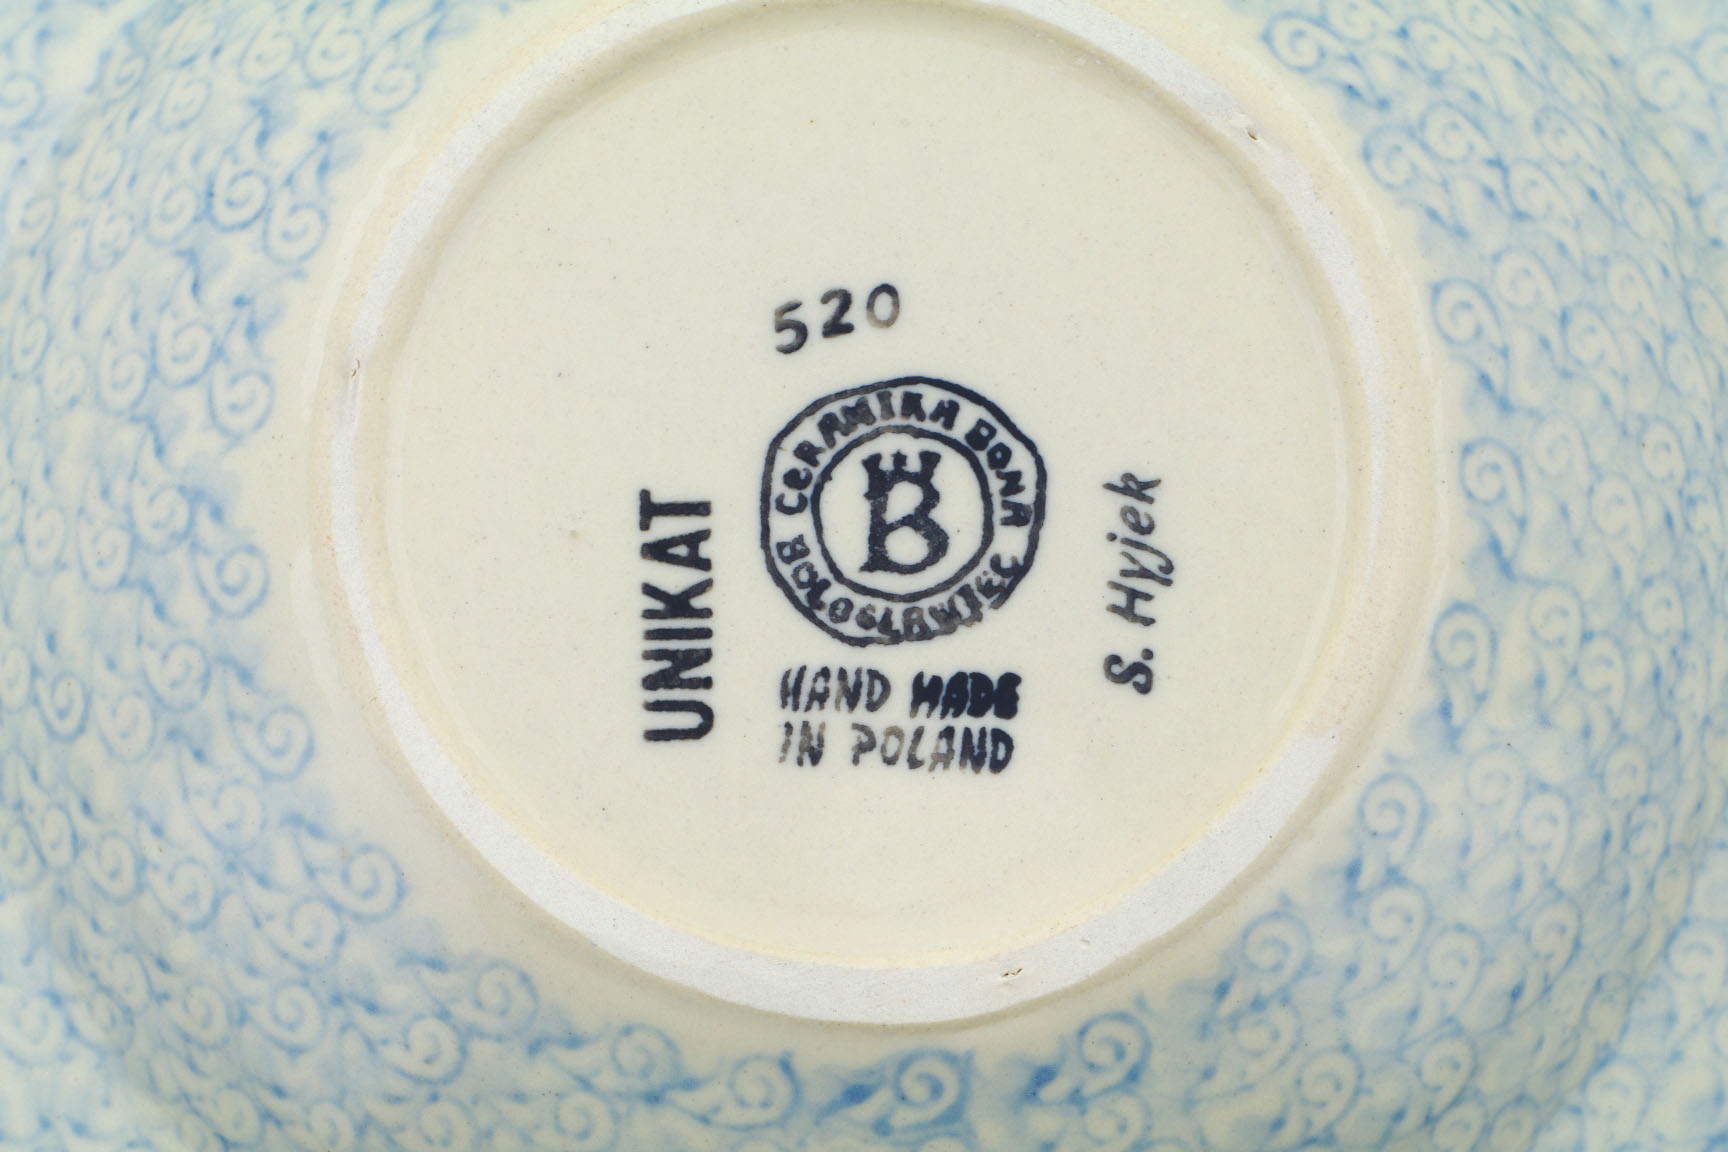 520
CERAMIKA BONA
BOLESŁAWIEC
B
UNIKAT
S. Hyjek
HAND MADE
IN POLAND